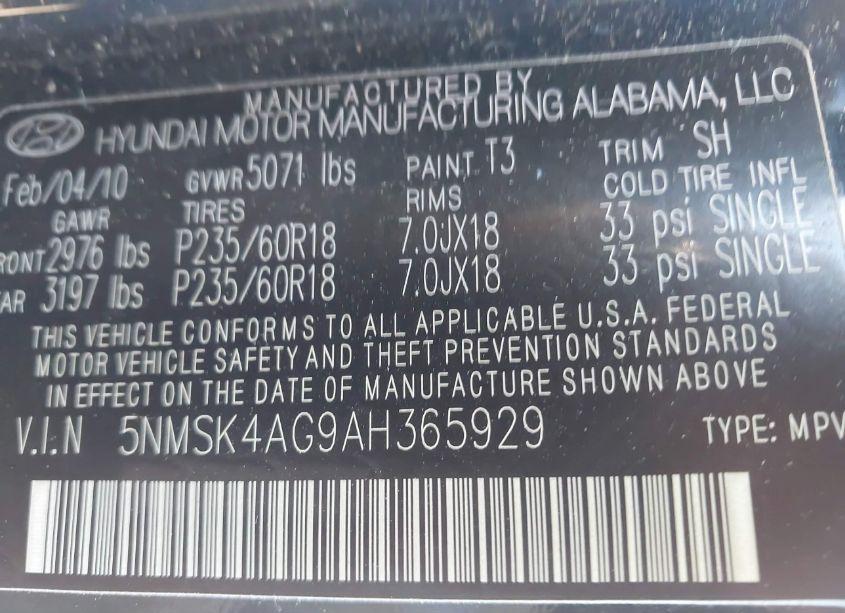 MANUFACTURED BY
HYUNDAI MOTOR MANUFACTURING ALABAMA, LLC
Feb/04/10 GVWR 5071 lbs PAINT T3 TRIM SH
GAWR TIRES RIMS COLD TIRE INFL
RONT 2976 lbs P235/60R18 7.0JX18 33 psi SINGLE
AR 3197 lbs P235/60R18 7.0JX18 33 psi SINGLE
THIS VEHICLE CONFORMS TO ALL APPLICABLE U.S.A. FEDERAL
MOTOR VEHICLE SAFETY AND THEFT PREVENTION STANDARDS
IN EFFECT ON THE DATE OF MANUFACTURE SHOWN ABOVE
V.I.N 5NMSK4AG9AH365929 TYPE: MPV